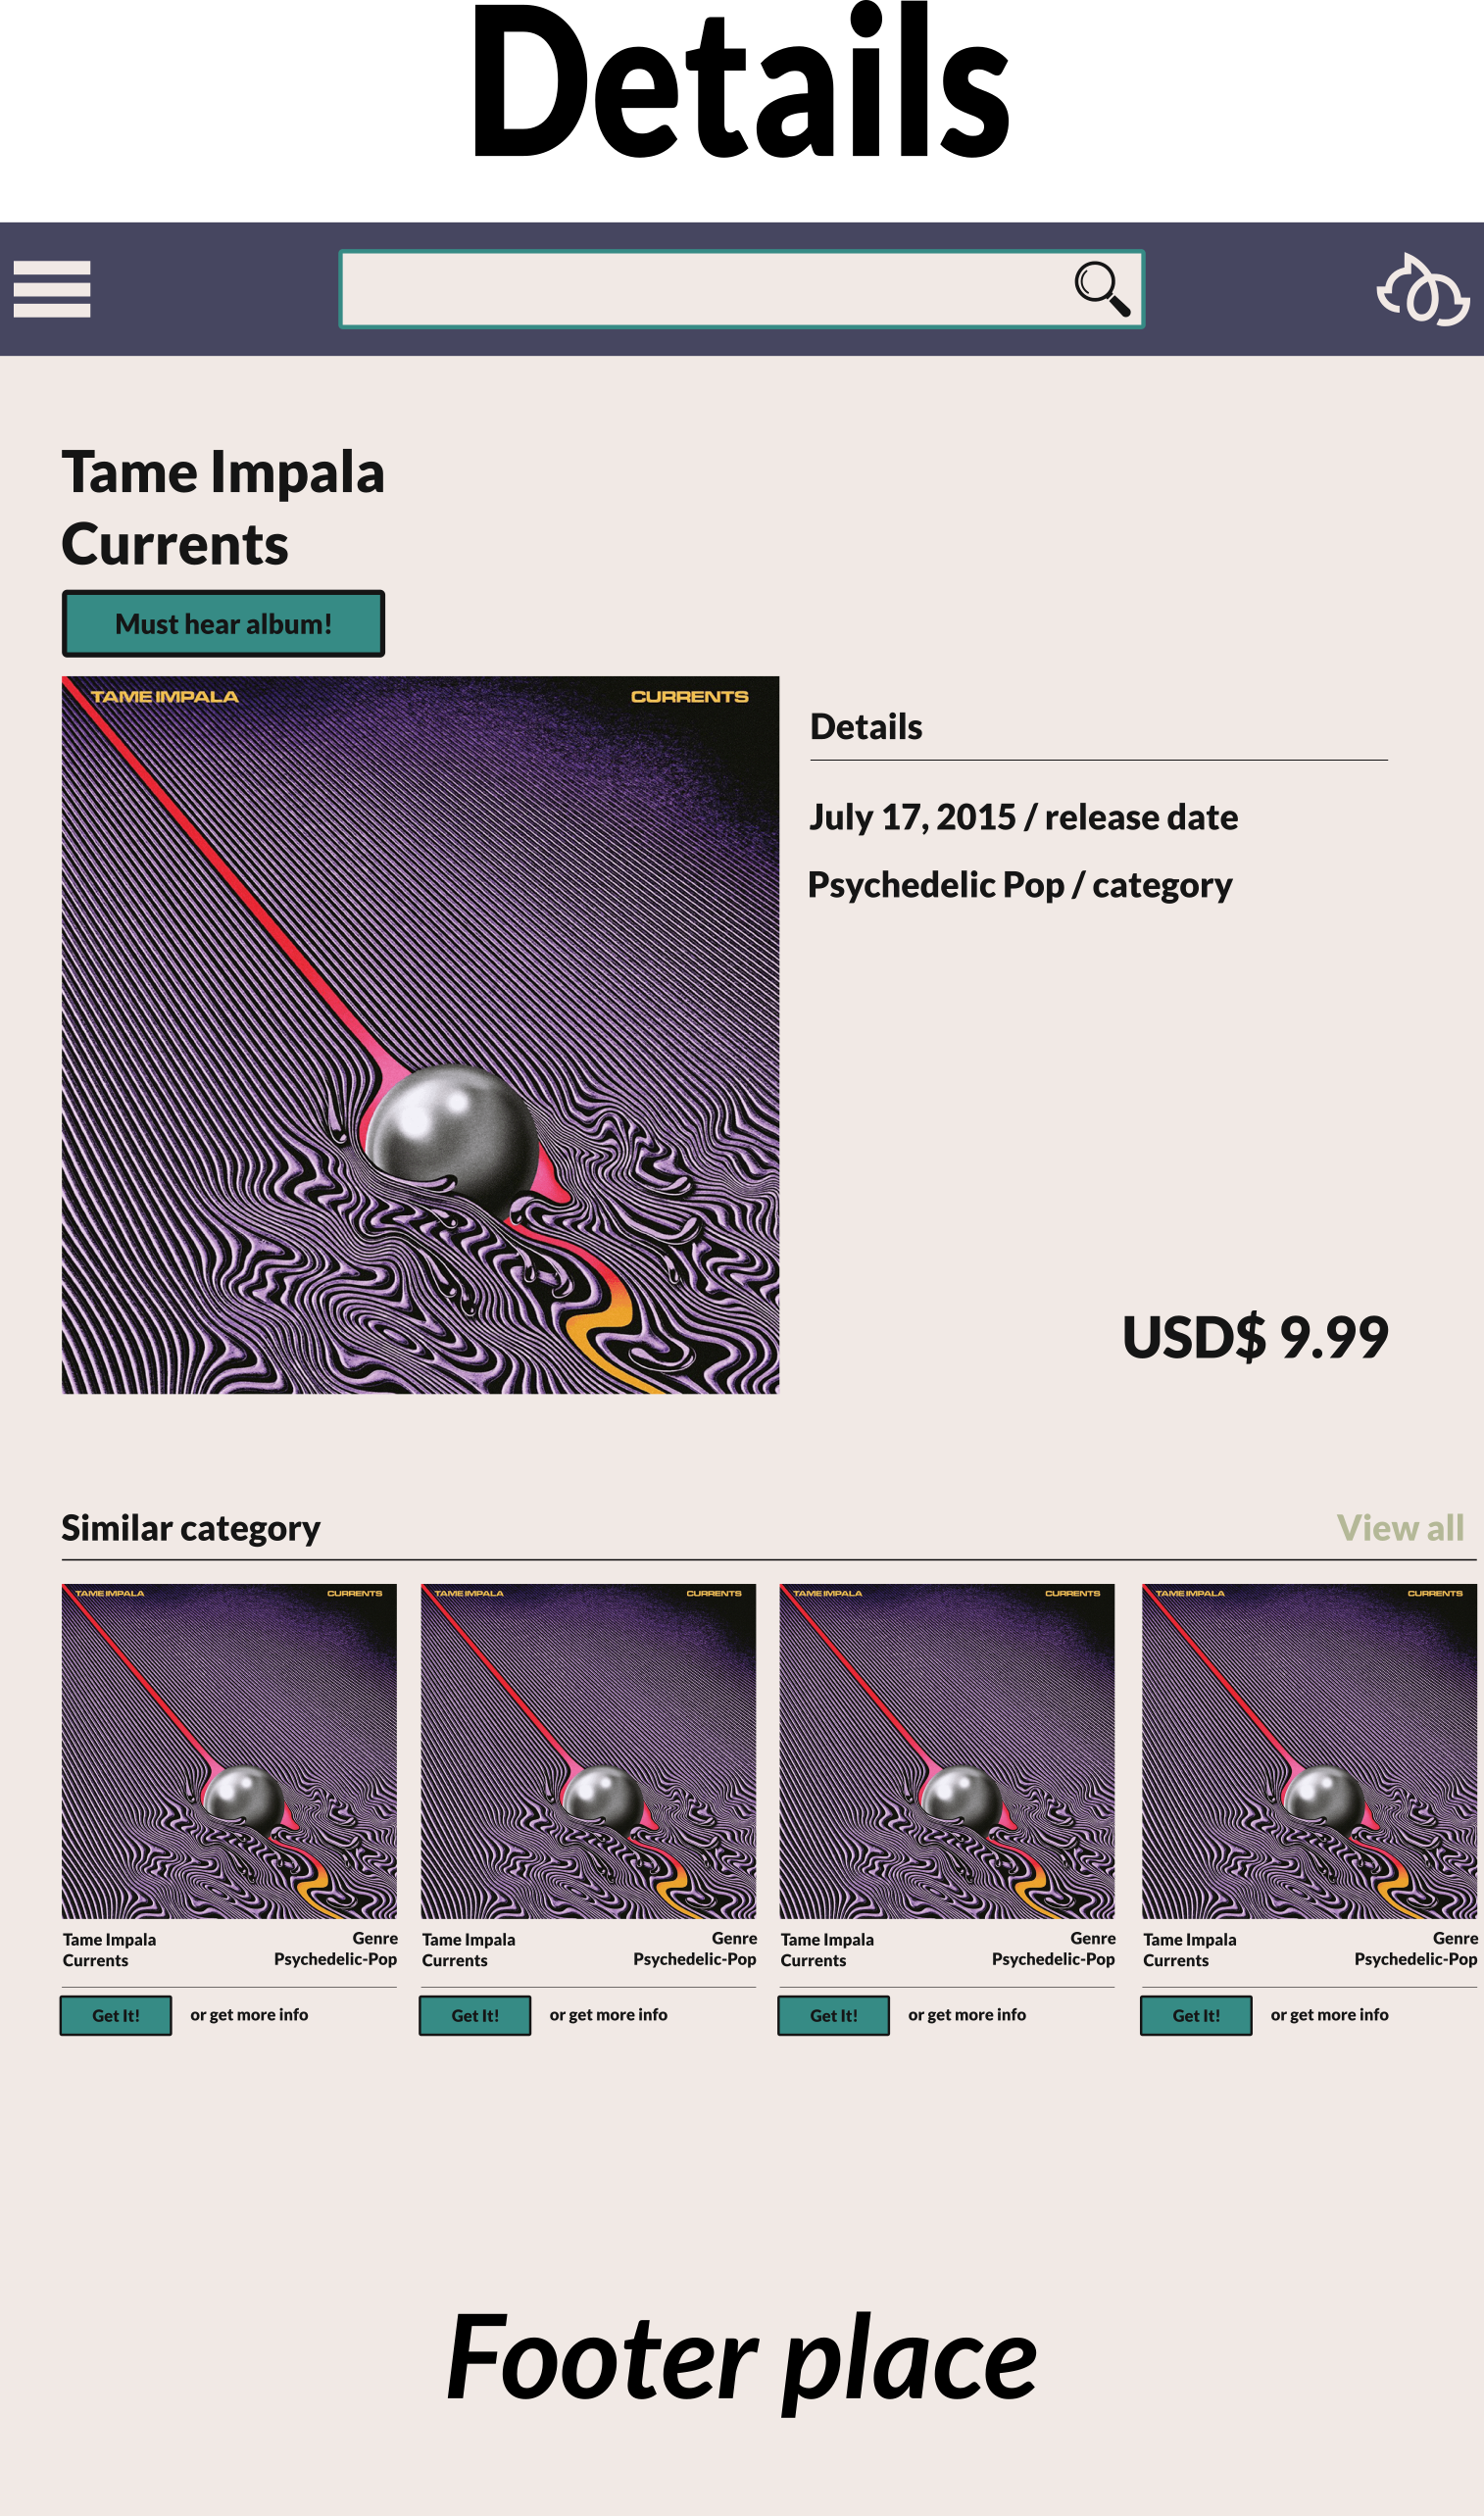 Details
Tame Impala
Currents
Must hear album!
TAME IMPALA CURRENTS
Details
July 17, 2015 / release date
Psychedelic Pop / category
USD$ 9.99
Similar category View all
TAME IMPALA CURRENTS
Tame Impala Genre
Currents Psychedelic-Pop
Get It! or get more info
TAME IMPALA CURRENTS
Tame Impala Genre
Currents Psychedelic-Pop
Get It! or get more info
TAME IMPALA CURRENTS
Tame Impala Genre
Currents Psychedelic-Pop
Get It! or get more info
TAME IMPALA CURRENTS
Tame Impala Genre
Currents Psychedelic-Pop
Get It! or get more info
Footer place